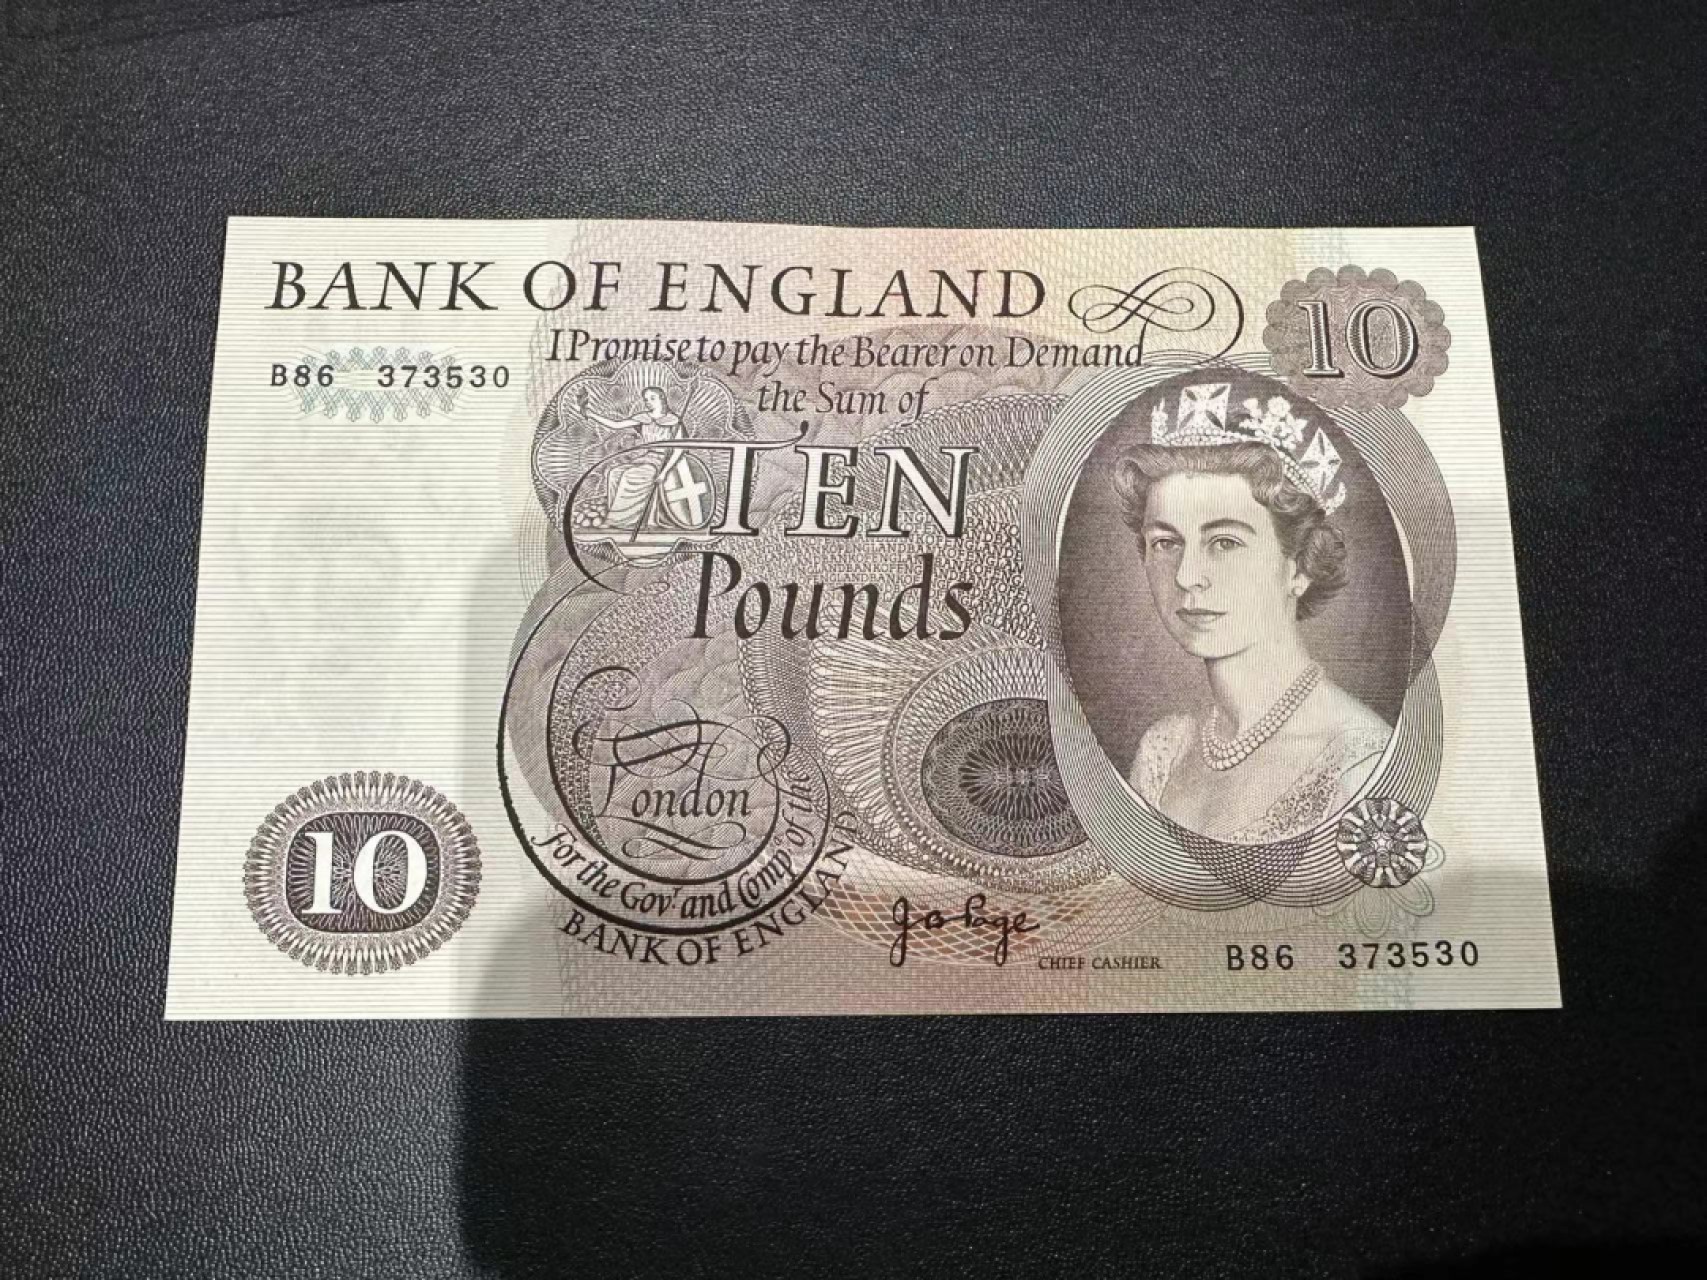 BANK OF ENGLAND
10
I Promise to pay the Bearer on Demand
B86 373530
the Sum of
TEN
Pounds
London
For the Govr and Compa of the
BANK OF ENGLAND
10
J B Page
CHIEF CASHIER
B86 373530